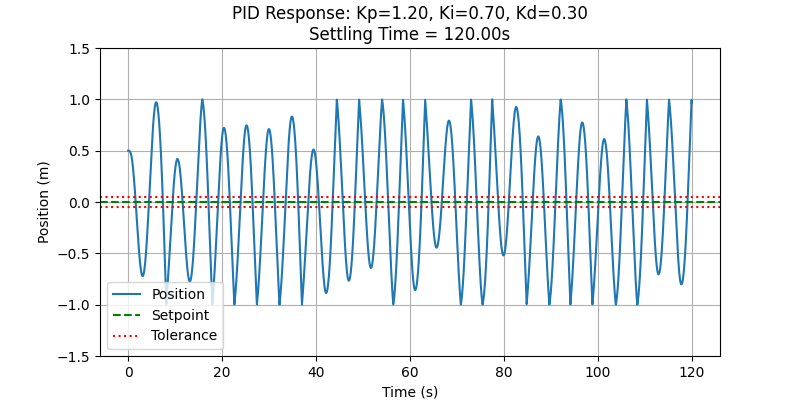 PID Response: Kp=1.20, Ki=0.70, Kd=0.30
Settling Time = 120.00s
1.5
1.0
0.5
0.0
−0.5
−1.0
−1.5
Position (m)
Position
Setpoint
Tolerance
0
20
40
60
80
100
120
Time (s)